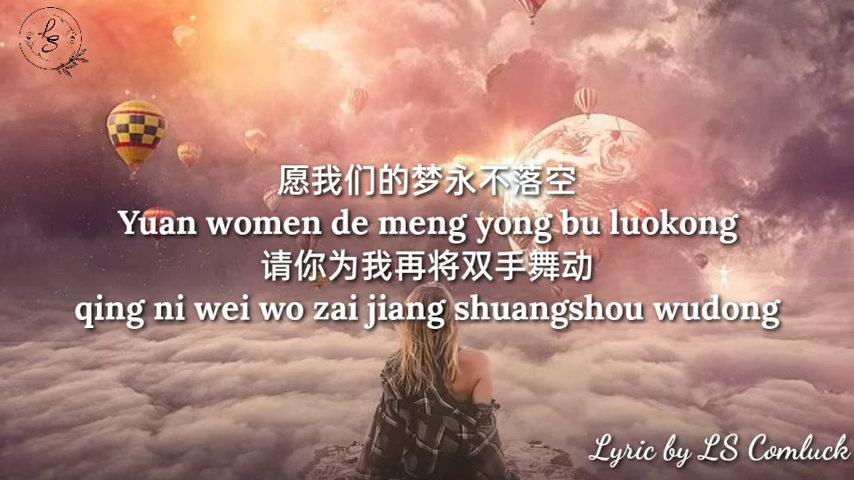 LS
愿我们的梦永不落空
Yuan women de meng yong bu luokong
请你为我再将双手舞动
qing ni wei wo zai jiang shuangshou wudong
Lyric by LS Comluck